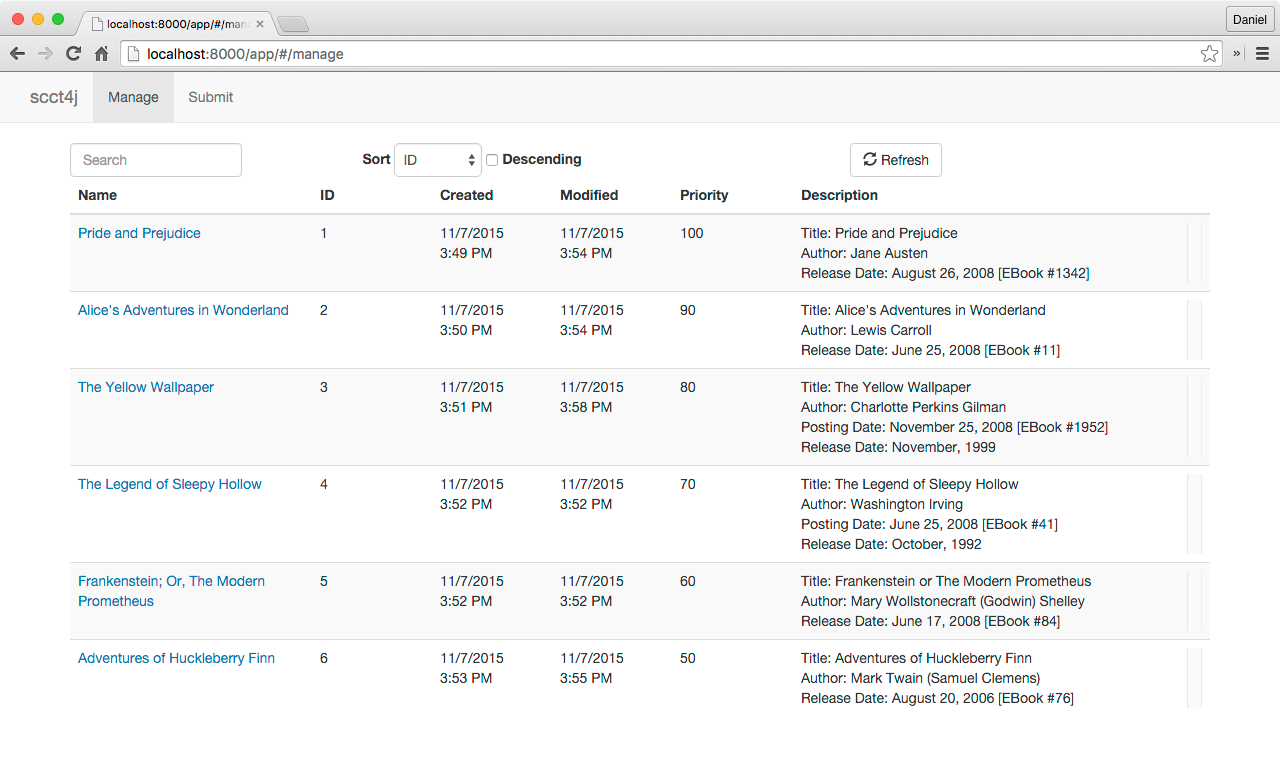 localhost:8000/app/#/man
Daniel
localhost:8000/app/#/manage
»
scct4j Manage Submit
Search Sort ID Descending Refresh
Name ID Created Modified Priority Description
Pride and Prejudice 1 11/7/2015 11/7/2015 100 Title: Pride and Prejudice
3:49 PM 3:54 PM Author: Jane Austen
Release Date: August 26, 2008 [EBook #1342]
Alice's Adventures in Wonderland 2 11/7/2015 11/7/2015 90 Title: Alice's Adventures in Wonderland
3:50 PM 3:54 PM Author: Lewis Carroll
Release Date: June 25, 2008 [EBook #11]
The Yellow Wallpaper 3 11/7/2015 11/7/2015 80 Title: The Yellow Wallpaper
3:51 PM 3:58 PM Author: Charlotte Perkins Gilman
Posting Date: November 25, 2008 [EBook #1952]
Release Date: November, 1999
The Legend of Sleepy Hollow 4 11/7/2015 11/7/2015 70 Title: The Legend of Sleepy Hollow
3:52 PM 3:52 PM Author: Washington Irving
Posting Date: June 25, 2008 [EBook #41]
Release Date: October, 1992
Frankenstein; Or, The Modern 5 11/7/2015 11/7/2015 60 Title: Frankenstein or The Modern Prometheus
Prometheus 3:52 PM 3:52 PM Author: Mary Wollstonecraft (Godwin) Shelley
Release Date: June 17, 2008 [EBook #84]
Adventures of Huckleberry Finn 6 11/7/2015 11/7/2015 50 Title: Adventures of Huckleberry Finn
3:53 PM 3:55 PM Author: Mark Twain (Samuel Clemens)
Release Date: August 20, 2006 [EBook #76]